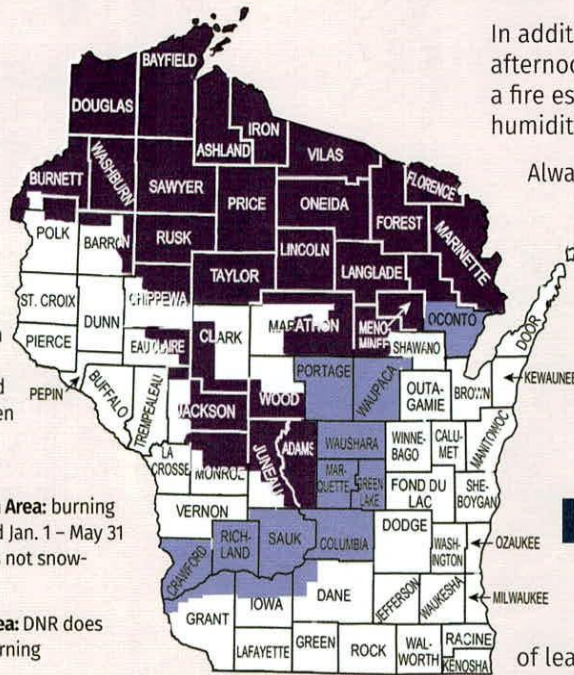 In addit
afternoo
a fire es
humidit
Alwa
BAYFIELD
DOUGLAS
IRON
ASHLAND
VILAS
BURNETT
WASHBURN
SAWYER
FLORENCE
PRICE
ONEIDA
FOREST
MARINETTE
POLK
BARRON
RUSK
LINCOLN
LANGLADE
TAYLOR
ST. CROIX
DUNN
CHIPPEWA
OCONTO
DOOR
PIERCE
EAU CLAIRE
CLARK
MARATHON
MENO-
MINEE
SHAWANO
PEPIN
BUFFALO
TREMPEALEAU
JACKSON
WOOD
PORTAGE
WAUPACA
OUTA-
GAMIE
BROWN
KEWAUNEE
LA
CROSSE
MONROE
JUNEAU
ADAMS
WAUSHARA
WINNE-
BAGO
CALU-
MET
MANITOWOC
MAR-
QUETTE
GREEN
LAKE
FOND DU
LAC
SHE-
BOYGAN
VERNON
n Area: burning
d Jan. 1 – May 31
s not snow-
CRAWFORD
RICH-
LAND
SAUK
COLUMBIA
DODGE
WASH-
INGTON
OZAUKEE
ea: DNR does
rning
GRANT
IOWA
DANE
JEFFERSON
WAUKESHA
MILWAUKEE
LAFAYETTE
GREEN
ROCK
WAL-
WORTH
RACINE
KENOSHA
of lea